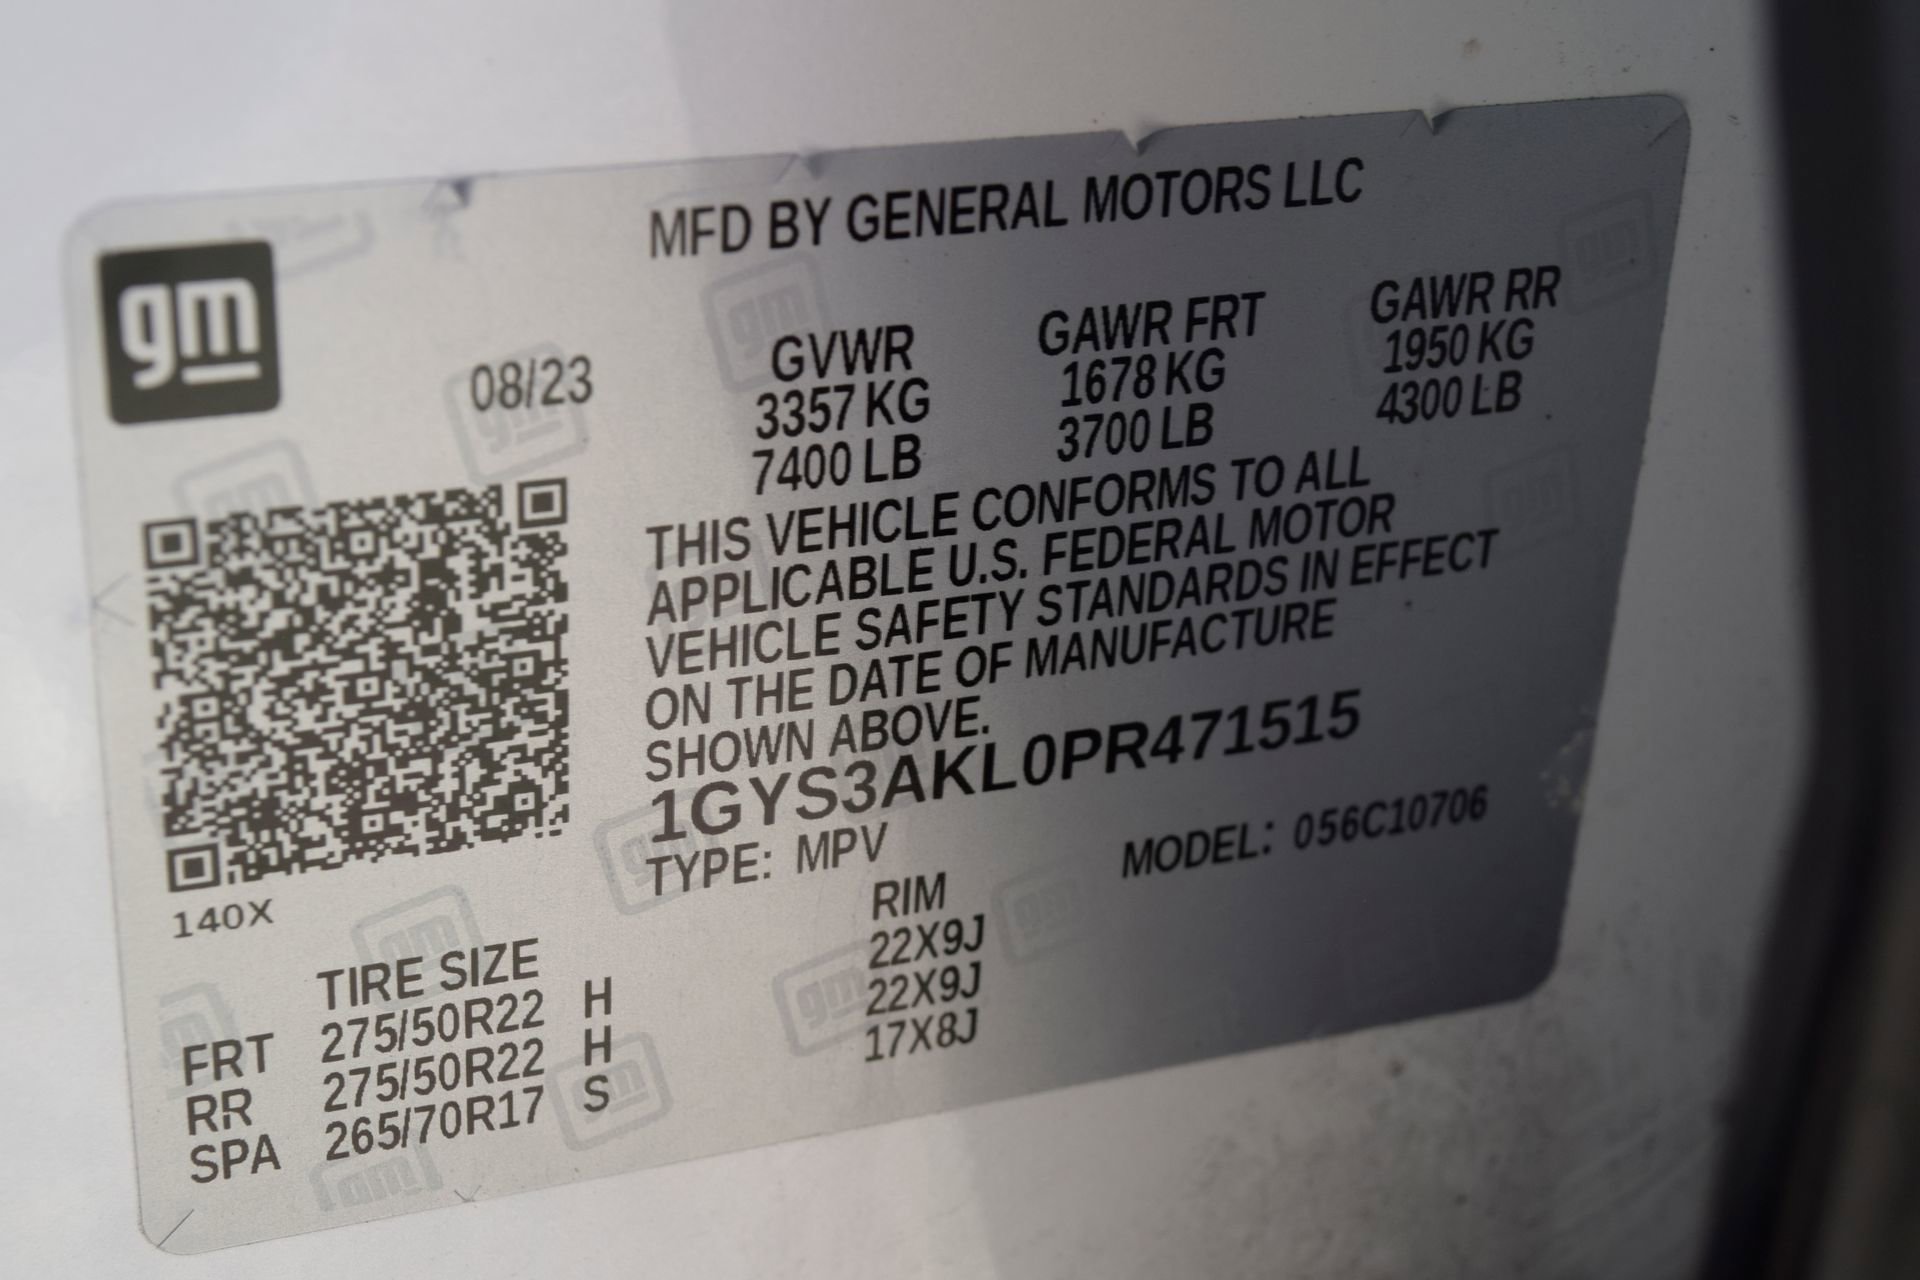 gm
MFD BY GENERAL MOTORS LLC
08/23
GVWR GAWR FRT GAWR RR
3357 KG 1678 KG 1950 KG
7400 LB 3700 LB 4300 LB
THIS VEHICLE CONFORMS TO ALL
APPLICABLE U.S. FEDERAL MOTOR
VEHICLE SAFETY STANDARDS IN EFFECT
ON THE DATE OF MANUFACTURE
SHOWN ABOVE.
1GYS3AKL0PR471515
TYPE: MPV MODEL: 056C10706
140X
TIRE SIZE RIM
FRT 275/50R22 H 22X9J
RR 275/50R22 H 22X9J
SPA 265/70R17 S 17X8J